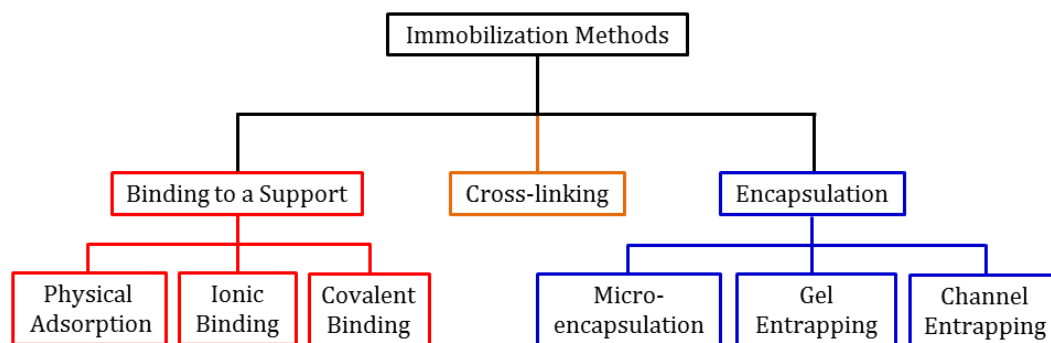 Immobilization Methods
Binding to a Support
Cross-linking
Encapsulation
Physical
Adsorption
Ionic
Binding
Covalent
Binding
Micro-
encapsulation
Gel
Entrapping
Channel
Entrapping